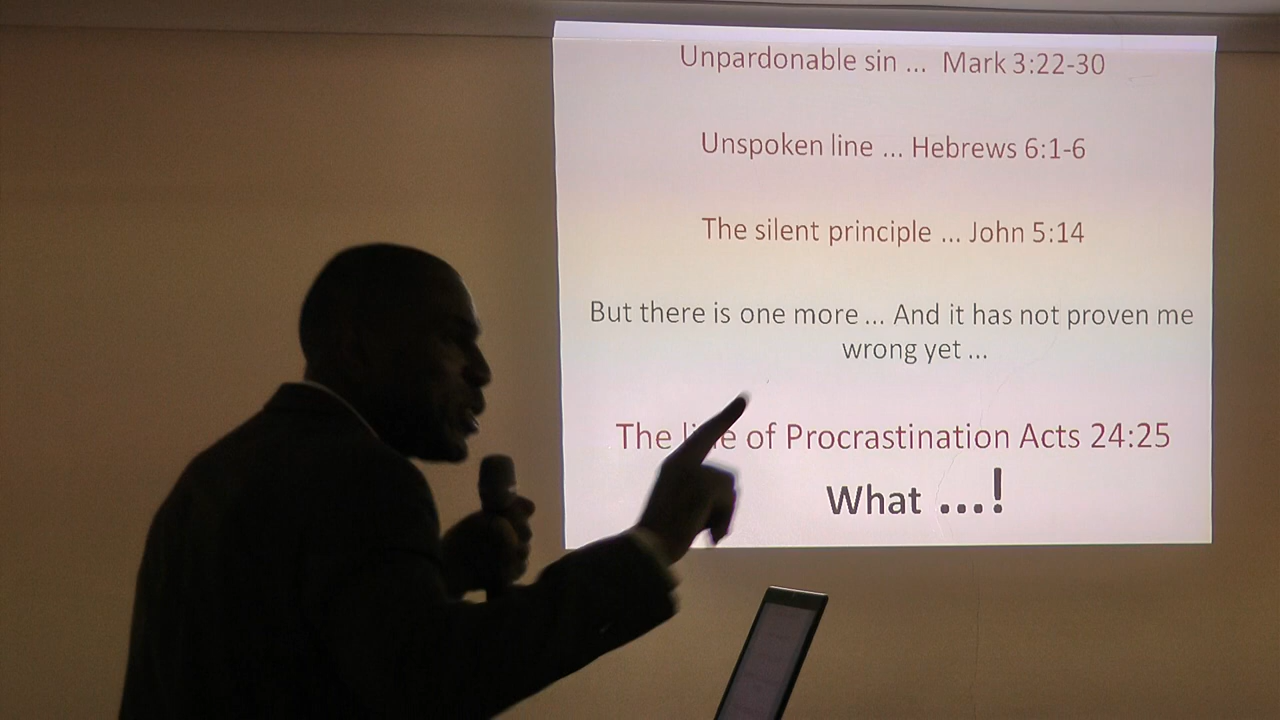 Unpardonable sin ... Mark 3:22-30
Unspoken line ... Hebrews 6:1-6
The silent principle ... John 5:14
But there is one more ... And it has not proven me
wrong yet ...
The line of Procrastination Acts 24:25
What ...!